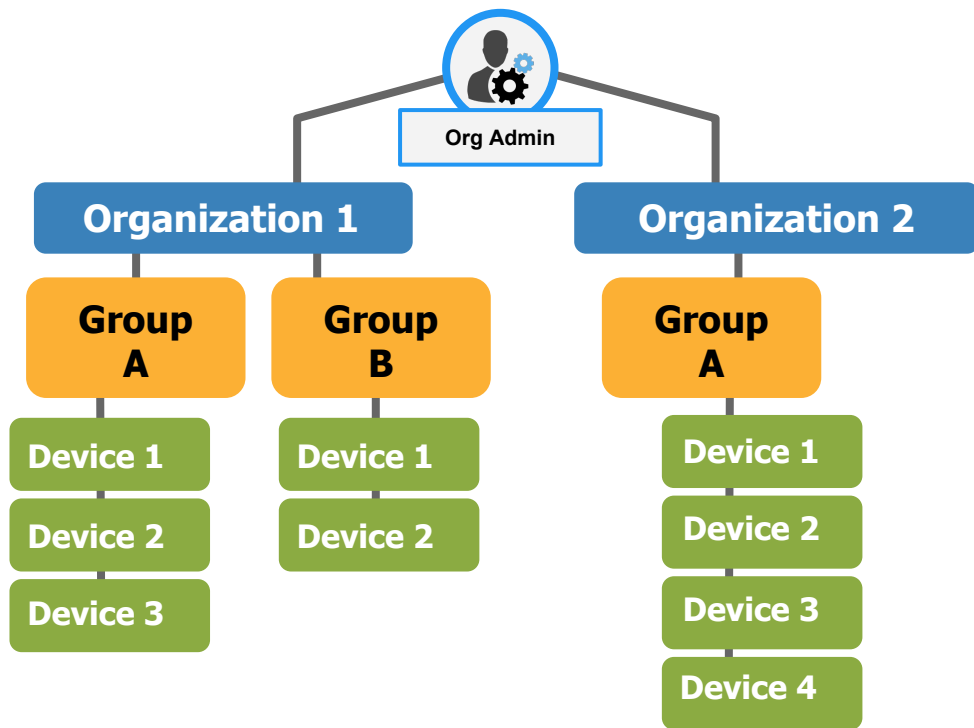 Org Admin
Organization 1
Organization 2
Group
A
Group
B
Group
A
Device 1
Device 2
Device 3
Device 1
Device 2
Device 1
Device 2
Device 3
Device 4